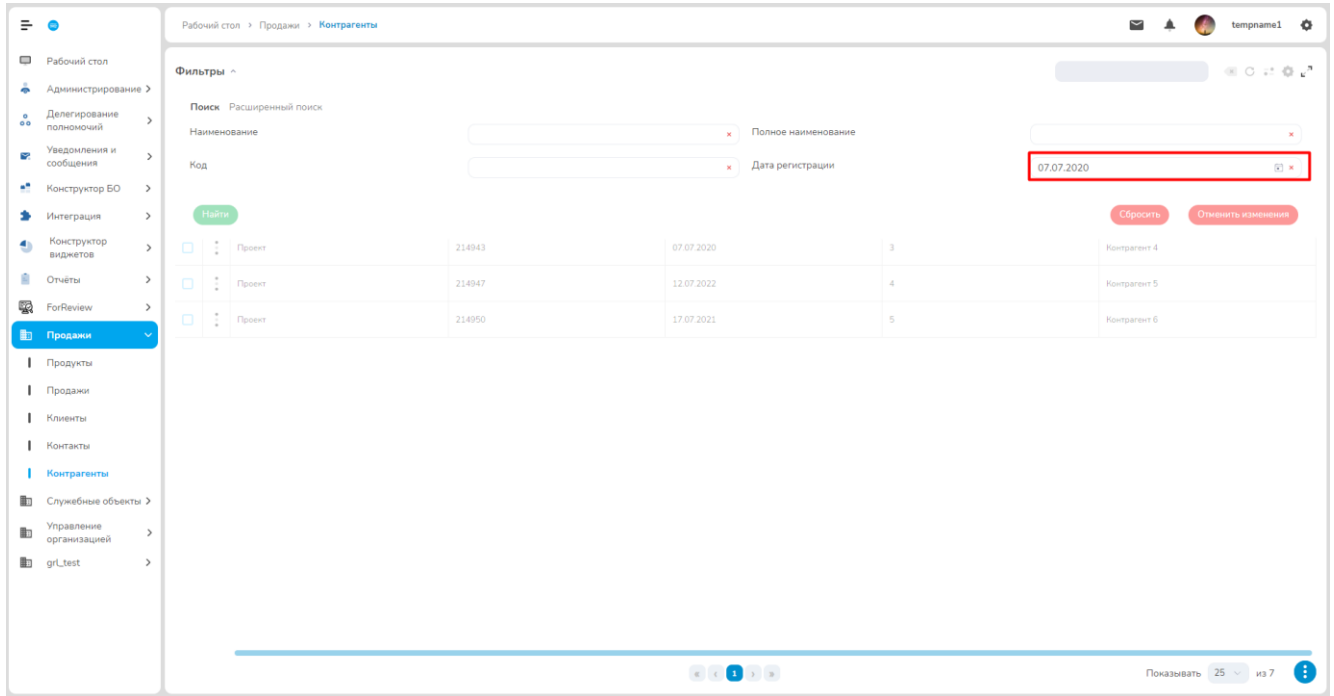 Рабочий стол > Продажи > Контрагенты
tempname1
Рабочий стол
Администрирование
Делегирование
полномочий
Уведомления и
сообщения
Конструктор БО
Интеграция
Конструктор
виджетов
Отчёты
ForReview
Продажи
Продукты
Продажи
Клиенты
Контакты
Контрагенты
Служебные объекты
Управление
организацией
grl_test
Фильтры
Поиск Расширенный поиск
Наименование Полное наименование
Код Дата регистрации 07.07.2020
Найти Сбросить Отменить изменения
Проект 214943 07.07.2020 3 Контрагент 4
Проект 214947 12.07.2022 4 Контрагент 5
Проект 214950 17.07.2021 5 Контрагент 6
« ‹ 1 › » Показывать 25 из 7